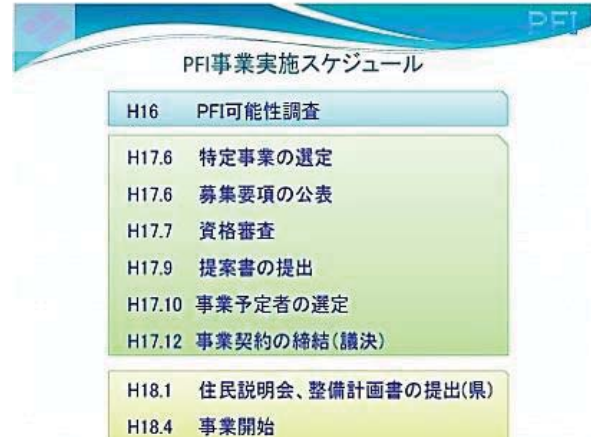 PFI
PFI事業実施スケジュール
H16 PFI可能性調査
H17.6 特定事業の選定
H17.6 募集要項の公表
H17.7 資格審査
H17.9 提案書の提出
H17.10 事業予定者の選定
H17.12 事業契約の締結(議決)
H18.1 住民説明会、整備計画書の提出(県)
H18.4 事業開始